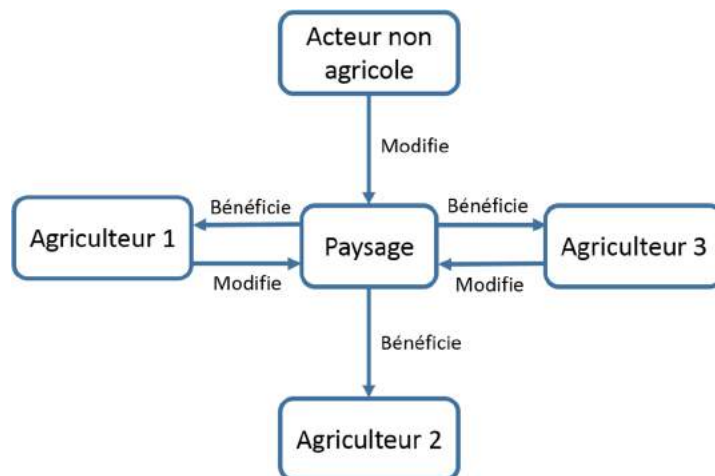 Acteur non
agricole
Modifie
Bénéficie
Bénéficie
Agriculteur 1
Paysage
Agriculteur 3
Modifie
Modifie
Bénéficie
Agriculteur 2